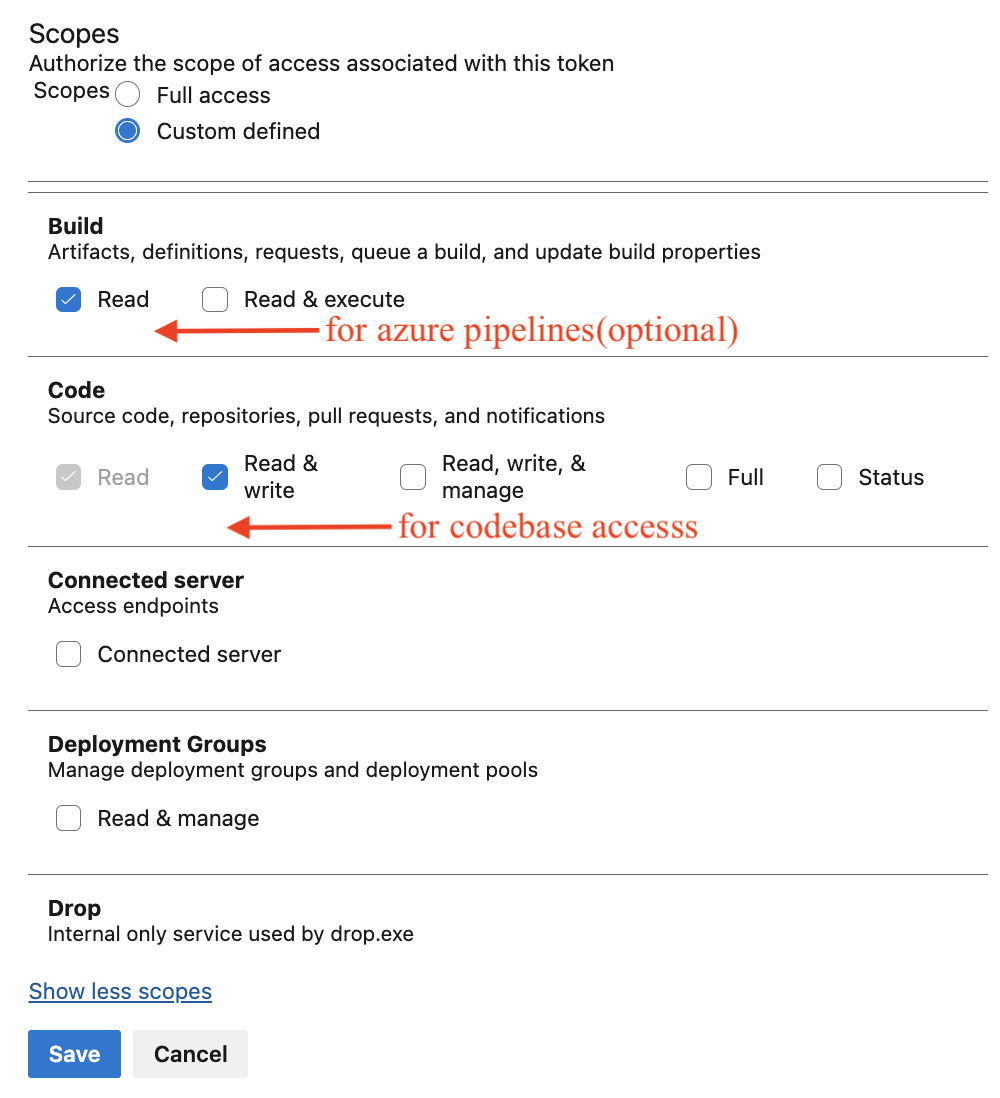 Scopes
Authorize the scope of access associated with this token
Scopes Full access
Custom defined
Build
Artifacts, definitions, requests, queue a build, and update build properties
Read Read & execute
for azure pipelines(optional)
Code
Source code, repositories, pull requests, and notifications
Read Read & write Read, write, & manage Full Status
for codebase accesss
Connected server
Access endpoints
Connected server
Deployment Groups
Manage deployment groups and deployment pools
Read & manage
Drop
Internal only service used by drop.exe
Show less scopes
Save Cancel